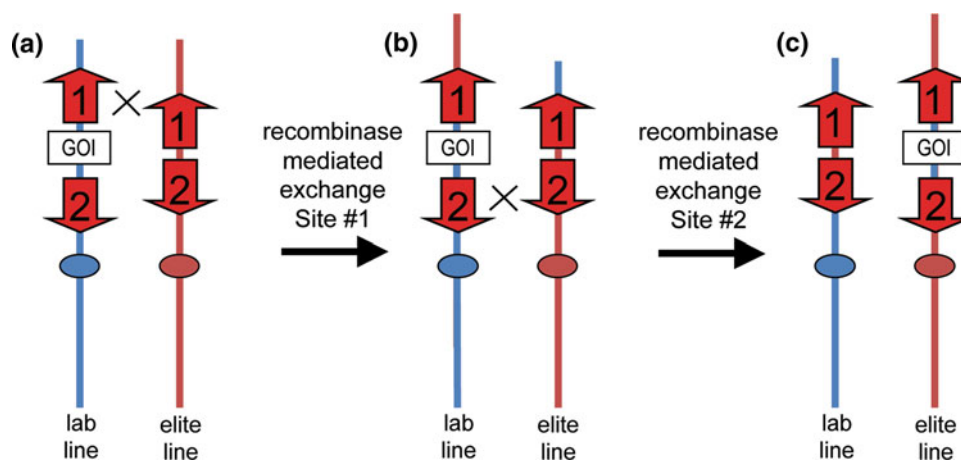 (a)
1
GOI
2
1
2
lab
line
elite
line
recombinase
mediated
exchange
Site #1
(b)
1
GOI
2
1
2
lab
line
elite
line
recombinase
mediated
exchange
Site #2
(c)
1
2
1
GOI
2
lab
line
elite
line